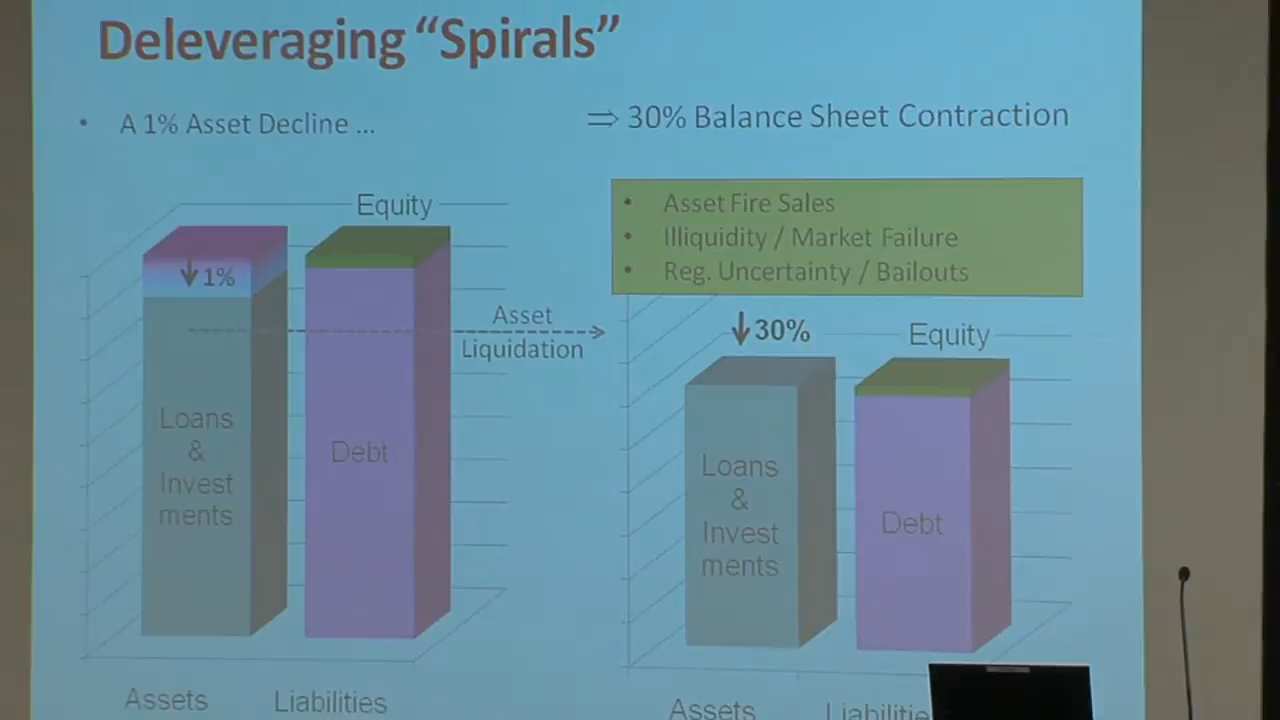 Deleveraging “Spirals”
• A 1% Asset Decline ...
⇒ 30% Balance Sheet Contraction
Equity
1%
Loans
&
Invest
ments
Debt
Assets
Liabilities
Asset
Liquidation
• Asset Fire Sales
• Illiquidity / Market Failure
• Reg. Uncertainty / Bailouts
30%
Equity
Loans
&
Invest
ments
Debt
Assets
Liabilitie